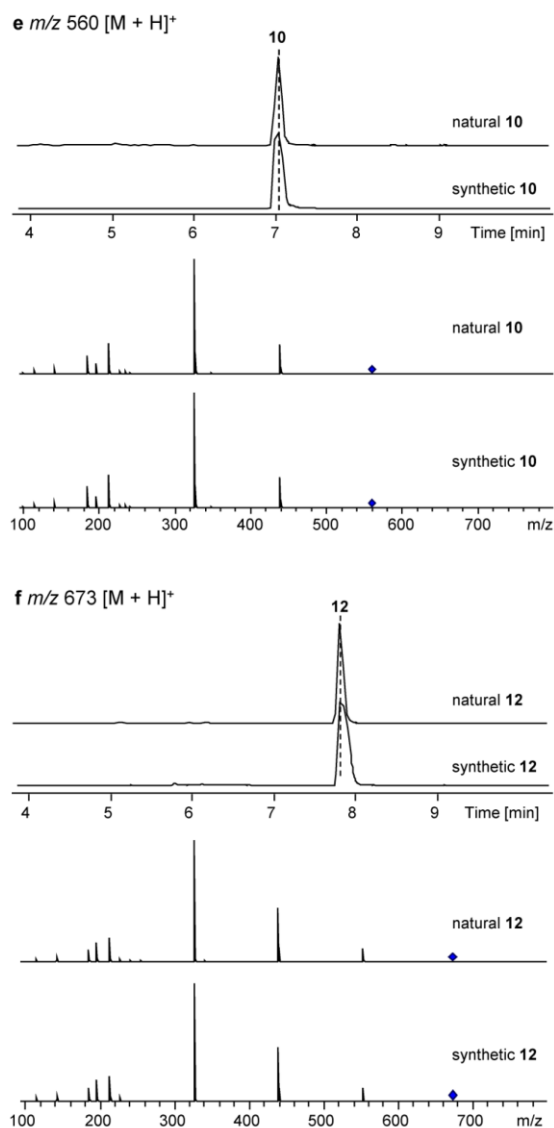 e m/z 560 [M + H]+
10
natural 10
synthetic 10
4 5 6 7 8 9 Time [min]
natural 10
synthetic 10
100 200 300 400 500 600 700 m/z
f m/z 673 [M + H]+
12
natural 12
synthetic 12
4 5 6 7 8 9 Time [min]
natural 12
synthetic 12
100 200 300 400 500 600 700 m/z